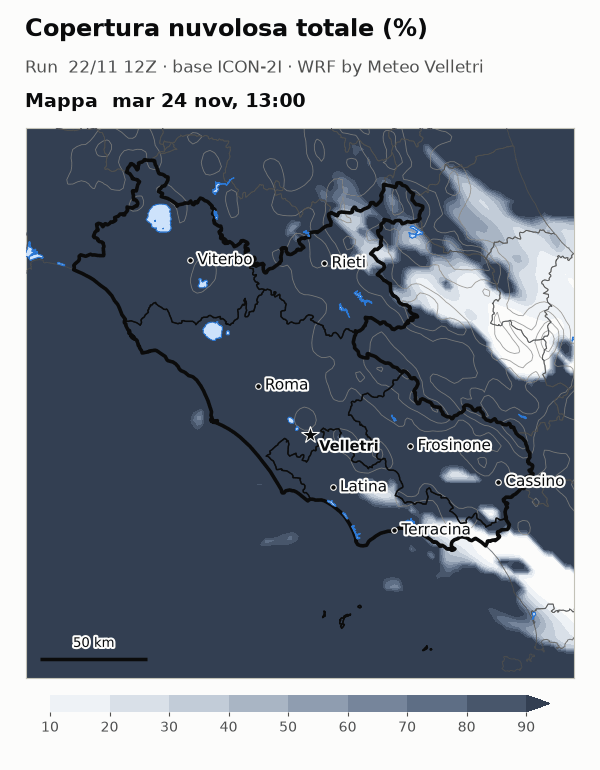 Copertura nuvolosa totale (%)
Run  22/11 12Z · base ICON-2I · WRF by Meteo Velletri
Mappa  mar 24 nov, 13:00
Viterbo
Rieti
Roma
Velletri
Frosinone
Cassino
Latina
Terracina
50 km
10 20 30 40 50 60 70 80 90